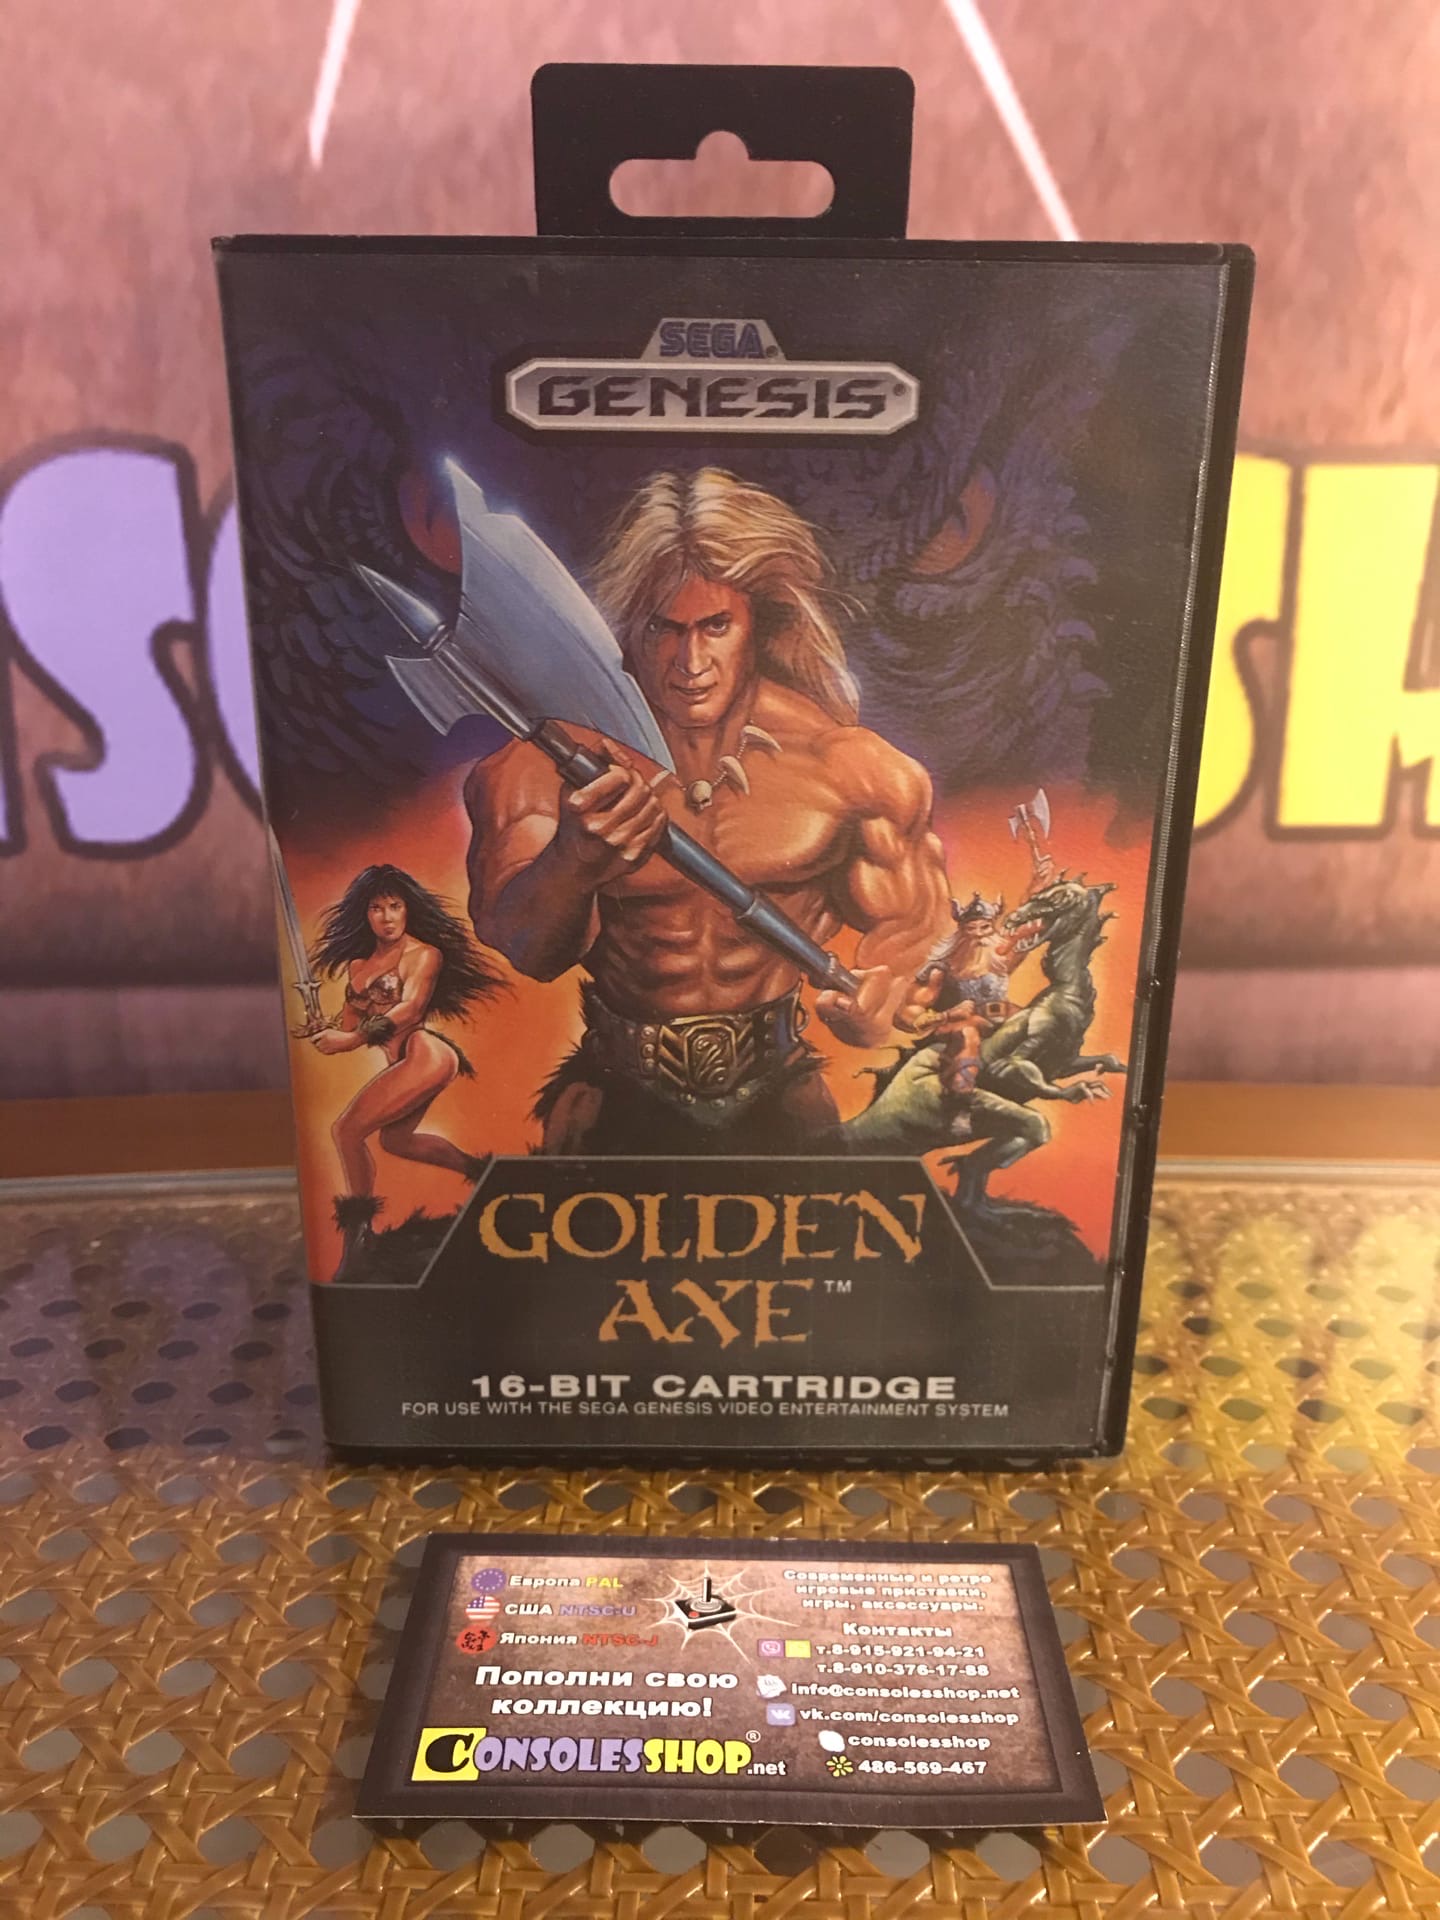 SEGA®
GENESIS®
GOLDEN
AXE™
16-BIT CARTRIDGE
FOR USE WITH THE SEGA GENESIS VIDEO ENTERTAINMENT SYSTEM
Европа PAL
США NTSC-U
Япония NTSC-J
Пополни свою
коллекцию!
CONSOLESSHOP®.net
Современные и ретро
игровые приставки,
игры, аксессуары.
Контакты
т.8-915-921-94-21
т.8-910-376-17-88
info@consolesshop.net
vk.com/consolesshop
consolesshop
486-569-467